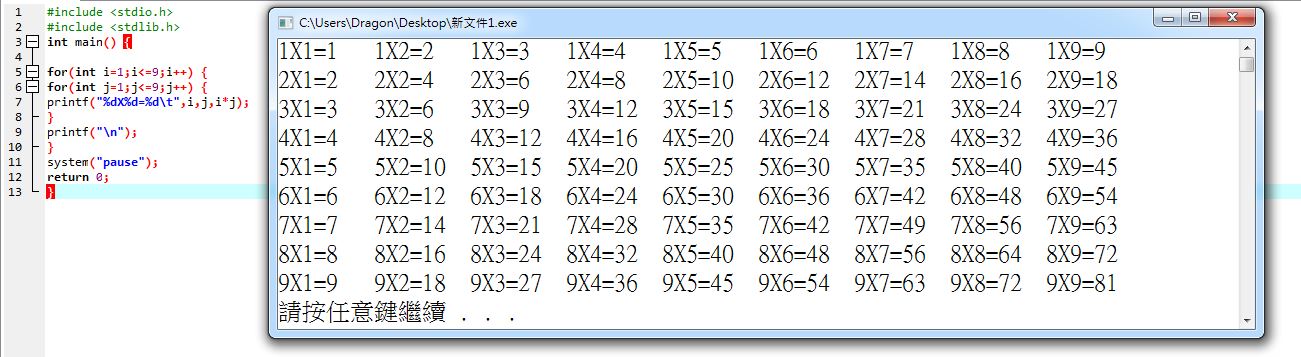 1 #include <stdio.h>
2 #include <stdlib.h>
3 int main() {
4
5 for(int i=1;i<=9;i++) {
6 for(int j=1;j<=9;j++) {
7 printf("%dX%d=%d\t",i,j,i*j);
8 }
9 printf("\n");
10 }
11 system("pause");
12 return 0;
13 }
C:\Users\Dragon\Desktop\新文件1.exe
1X1=1 1X2=2 1X3=3 1X4=4 1X5=5 1X6=6 1X7=7 1X8=8 1X9=9
2X1=2 2X2=4 2X3=6 2X4=8 2X5=10 2X6=12 2X7=14 2X8=16 2X9=18
3X1=3 3X2=6 3X3=9 3X4=12 3X5=15 3X6=18 3X7=21 3X8=24 3X9=27
4X1=4 4X2=8 4X3=12 4X4=16 4X5=20 4X6=24 4X7=28 4X8=32 4X9=36
5X1=5 5X2=10 5X3=15 5X4=20 5X5=25 5X6=30 5X7=35 5X8=40 5X9=45
6X1=6 6X2=12 6X3=18 6X4=24 6X5=30 6X6=36 6X7=42 6X8=48 6X9=54
7X1=7 7X2=14 7X3=21 7X4=28 7X5=35 7X6=42 7X7=49 7X8=56 7X9=63
8X1=8 8X2=16 8X3=24 8X4=32 8X5=40 8X6=48 8X7=56 8X8=64 8X9=72
9X1=9 9X2=18 9X3=27 9X4=36 9X5=45 9X6=54 9X7=63 9X8=72 9X9=81
請按任意鍵繼續 . . .